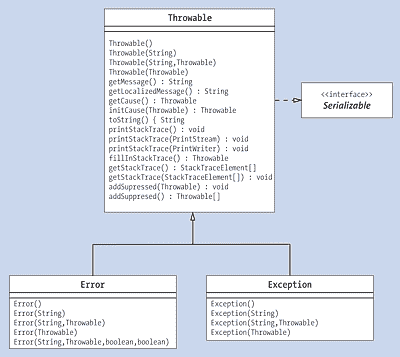 Throwable
Throwable()
Throwable(String)
Throwable(String,Throwable)
Throwable(Throwable)
getMessage() : String
getLocalizedMessage() : String
getCause() : Throwable
initCause(Throwable) : Throwable
toString() { String
printStackTrace() : void
printStackTrace(PrintStream) : void
printStackTrace(PrintWriter) : void
fillInStackTrace() : Throwable
getStackTrace() : StackTraceElement[]
getStackTrace(StackTraceElement[]) : void
addSupressed(Throwable) : void
addSuppresed() : Throwable[]
<<interface>>
Serializable
Error
Error()
Error(String)
Error(String,Throwable)
Error(Throwable)
Error(String,Throwable,boolean,boolean)
Exception
Exception()
Exception(String)
Exception(String,Throwable)
Exception(Throwable)